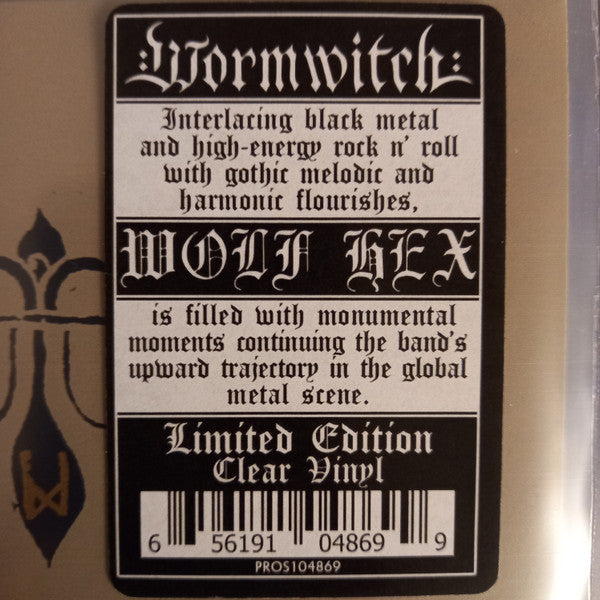 :Wormwitch:
Interlacing black metal
and high-energy rock n' roll
with gothic melodic and
harmonic flourishes,
WOLF HEX
is filled with monumental
moments continuing the band's
upward trajectory in the global
metal scene.
Limited Edition
Clear Vinyl
6 56191 04869 9
PROS104869